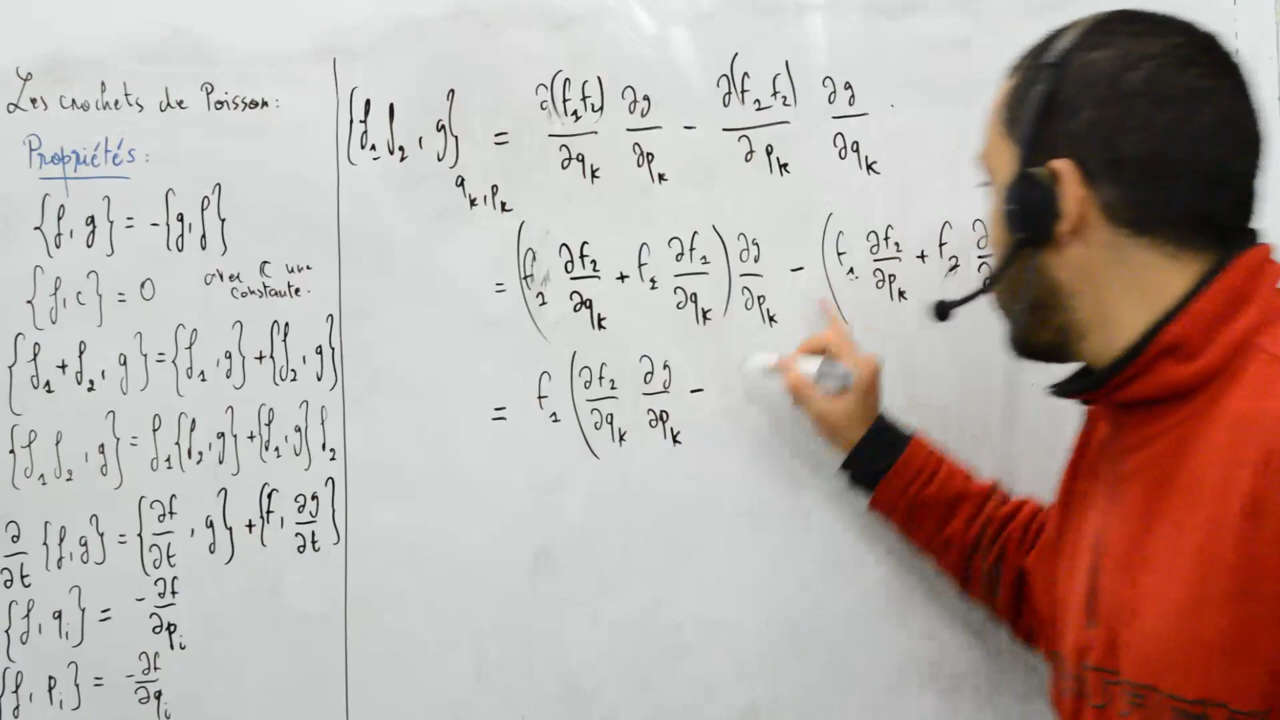 Les crochets de Poisson:
Propriétés:
{f, g} = -{g, f}
{f, c} = 0 avec C une constante.
{f₁ + f₂, g} = {f₁, g} + {f₂, g}
{f₁ f₂, g} = f₁{f₂, g} + {f₁, g} f₂
∂/∂t {f, g} = {∂f/∂t, g} + {f, ∂g/∂t}
{f, qᵢ} = -∂f/∂pᵢ
{f, pᵢ} = -∂f/∂qᵢ
{f₁ f₂, g} qₖ, pₖ = ∂(f₁f₂)/∂qₖ ∂g/∂pₖ - ∂(f₁f₂)/∂pₖ ∂g/∂qₖ .
= (f₁ ∂f₂/∂qₖ + f₂ ∂f₁/∂qₖ) ∂g/∂pₖ - (f₁ ∂f₂/∂pₖ + f₂ ∂
= f₁ (∂f₂/∂qₖ ∂g/∂pₖ -